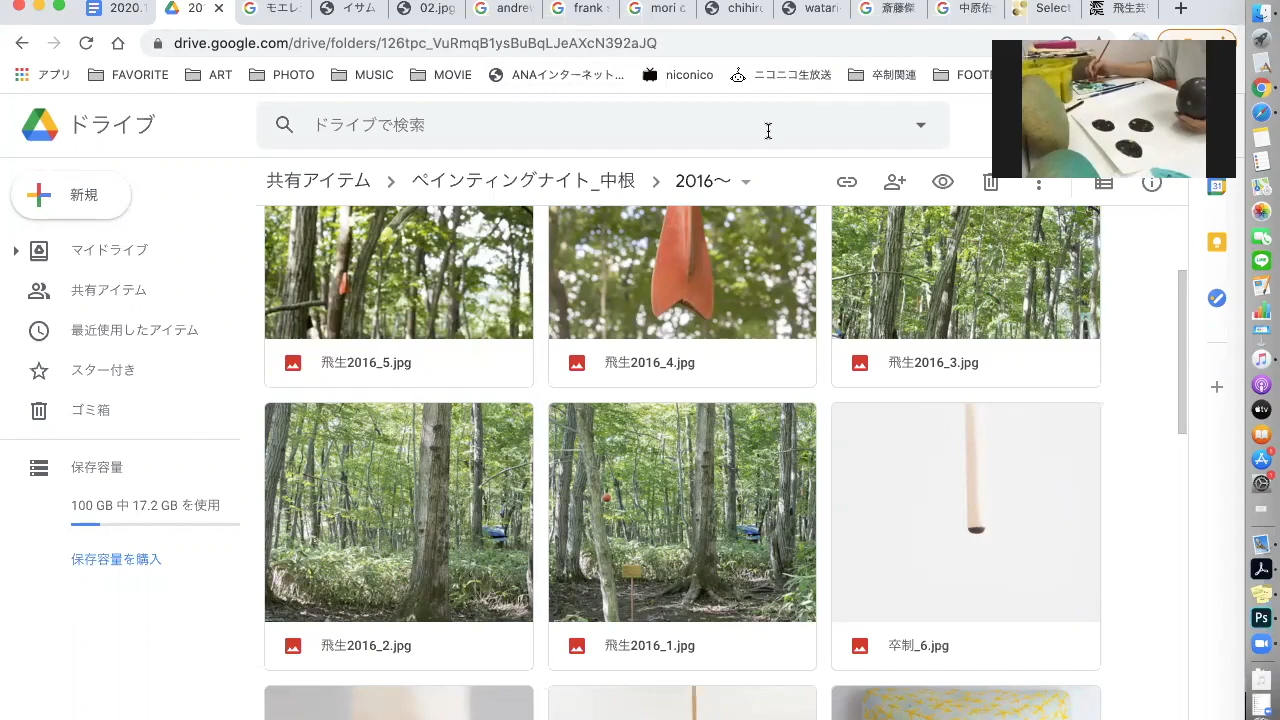 2020.1
20
モエレ
イサム
02.jpg
andre
frank s
mori c
chihiro
watari
斎藤傑
中原佑
Select
飛生芸
drive.google.com/drive/folders/126tpc_VuRmqB1ysBuBqLJeAXcN392aJQ
アプリ
FAVORITE
ART
PHOTO
MUSIC
MOVIE
ANAインターネット...
niconico
ニコニコ生放送
卒制関連
FOOT
ドライブ
ドライブで検索
新規
共有アイテム
ペインティングナイト_中根
2016〜
マイドライブ
共有アイテム
最近使用したアイテム
スター付き
ゴミ箱
保存容量
100 GB 中 17.2 GB を使用
保存容量を購入
飛生2016_5.jpg
飛生2016_4.jpg
飛生2016_3.jpg
飛生2016_2.jpg
飛生2016_1.jpg
卒制_6.jpg
31
LINE
tv
Ps